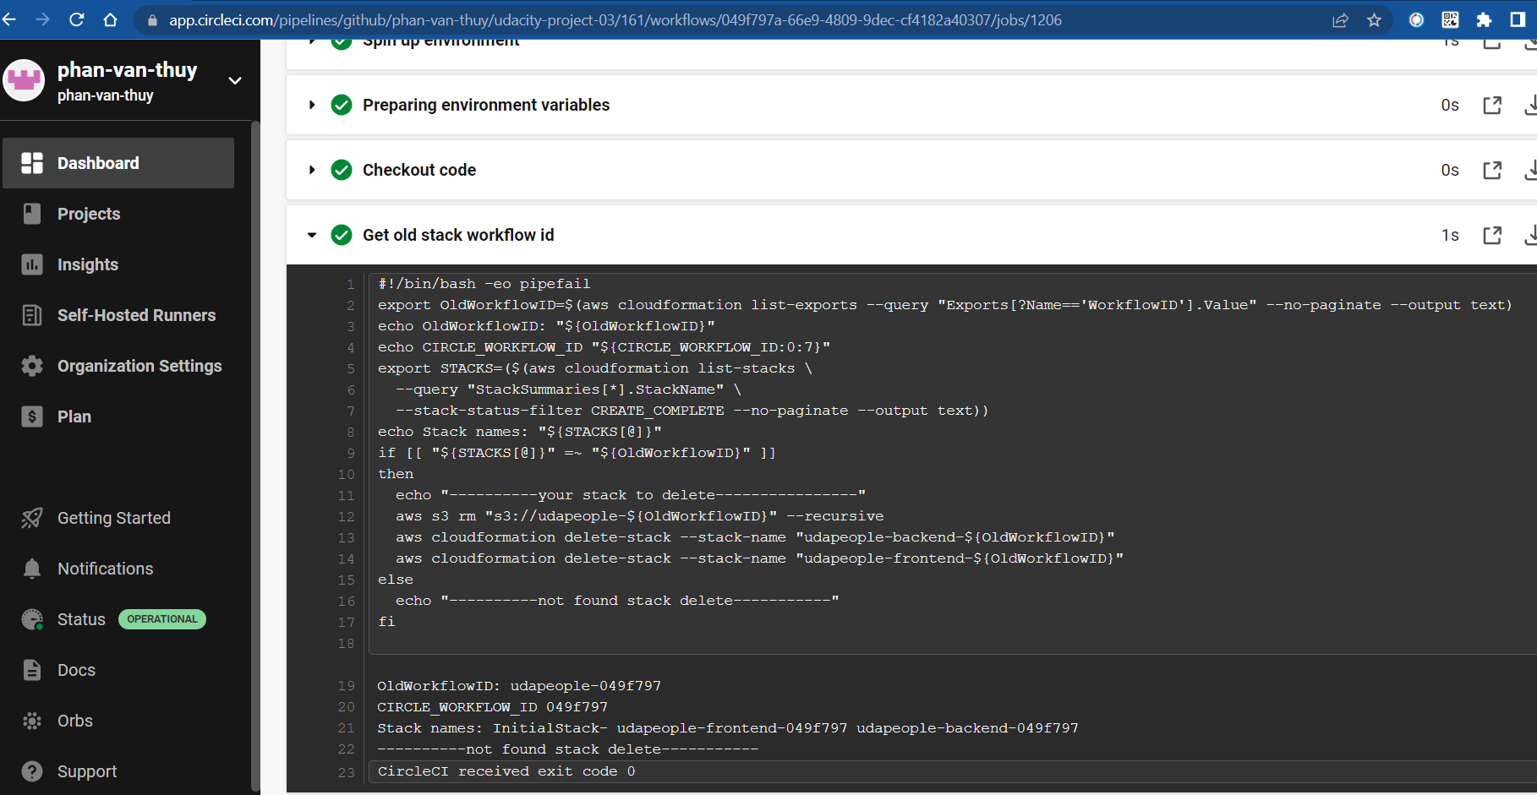 app.circleci.com/pipelines/github/phan-van-thuy/udacity-project-03/161/workflows/049f797a-66e9-4809-9dec-cf4182a40307/jobs/1206
phan-van-thuy
phan-van-thuy
Dashboard
Projects
Insights
Self-Hosted Runners
Organization Settings
Plan
Getting Started
Notifications
Status OPERATIONAL
Docs
Orbs
Support
Spin up environment 1s
Preparing environment variables 0s
Checkout code 0s
Get old stack workflow id 1s
1 #!/bin/bash -eo pipefail
2 export OldWorkflowID=$(aws cloudformation list-exports --query "Exports[?Name=='WorkflowID'].Value" --no-paginate --output text)
3 echo OldWorkflowID: "${OldWorkflowID}"
4 echo CIRCLE_WORKFLOW_ID "${CIRCLE_WORKFLOW_ID:0:7}"
5 export STACKS=($(aws cloudformation list-stacks \
6   --query "StackSummaries[*].StackName" \
7   --stack-status-filter CREATE_COMPLETE --no-paginate --output text))
8 echo Stack names: "${STACKS[@]}"
9 if [[ "${STACKS[@]}" =~ "${OldWorkflowID}" ]]
10 then
11   echo "----------your stack to delete----------------"
12   aws s3 rm "s3://udapeople-${OldWorkflowID}" --recursive
13   aws cloudformation delete-stack --stack-name "udapeople-backend-${OldWorkflowID}"
14   aws cloudformation delete-stack --stack-name "udapeople-frontend-${OldWorkflowID}"
15 else
16   echo "----------not found stack delete-----------"
17 fi
18
19 OldWorkflowID: udapeople-049f797
20 CIRCLE_WORKFLOW_ID 049f797
21 Stack names: InitialStack- udapeople-frontend-049f797 udapeople-backend-049f797
22 ----------not found stack delete-----------
23 CircleCI received exit code 0